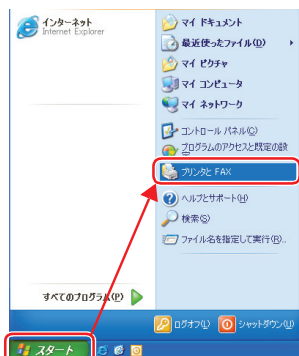 インターネット
Internet Explorer
すべてのプログラム(P)
マイ ドキュメント
最近使ったファイル(D)
マイ ピクチャ
マイ コンピュータ
マイ ネットワーク
コントロール パネル(C)
プログラムのアクセスと既定の設
定
プリンタと FAX
ヘルプとサポート(H)
検索(S)
ファイル名を指定して実行(R)...
ログオフ(L)
シャットダウン(U)
スタート